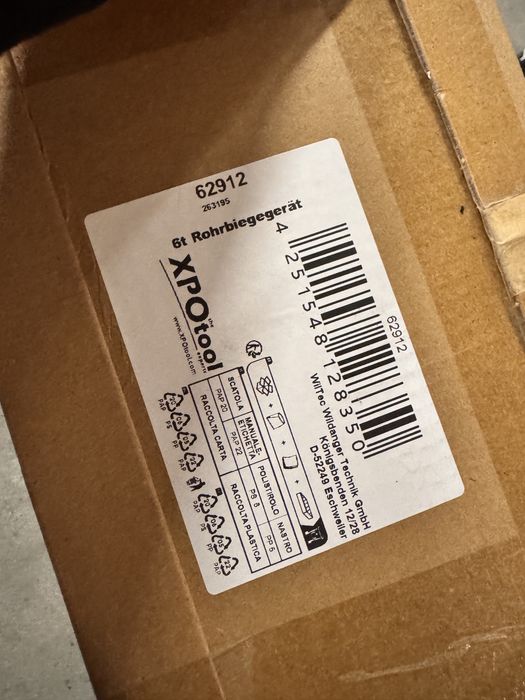 62912
263195
6t Rohrbiegegerät
XPOtool
the
experts
www.XPOtool.com
4 251548 128350
62912
WilTec Wildanger Technik GmbH
Königsbenden 12/28
D-52249 Eschweiler
SCATOLA MANUALE ETICHETTA POLISTIROLO NASTRO
PAP 20 PAP 22 PS 6 PP 5
RACCOLTA CARTA RACCOLTA PLASTICA